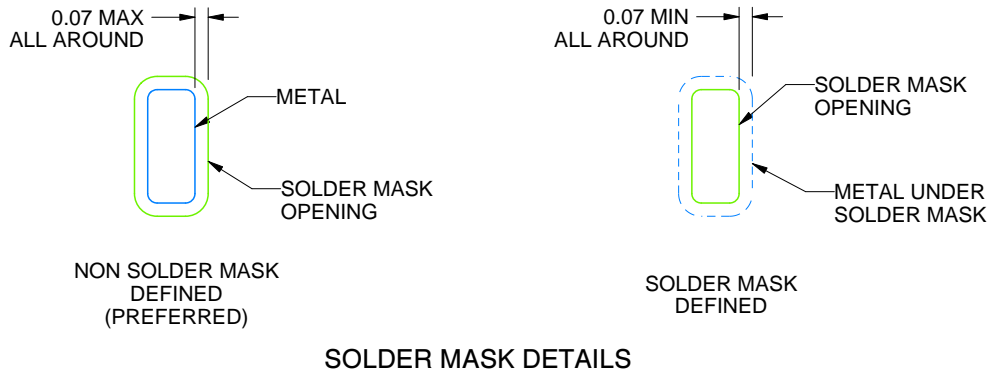 0.07 MAX
ALL AROUND
METAL
SOLDER MASK
OPENING
NON SOLDER MASK
DEFINED
(PREFERRED)
0.07 MIN
ALL AROUND
SOLDER MASK
OPENING
METAL UNDER
SOLDER MASK
SOLDER MASK
DEFINED
SOLDER MASK DETAILS